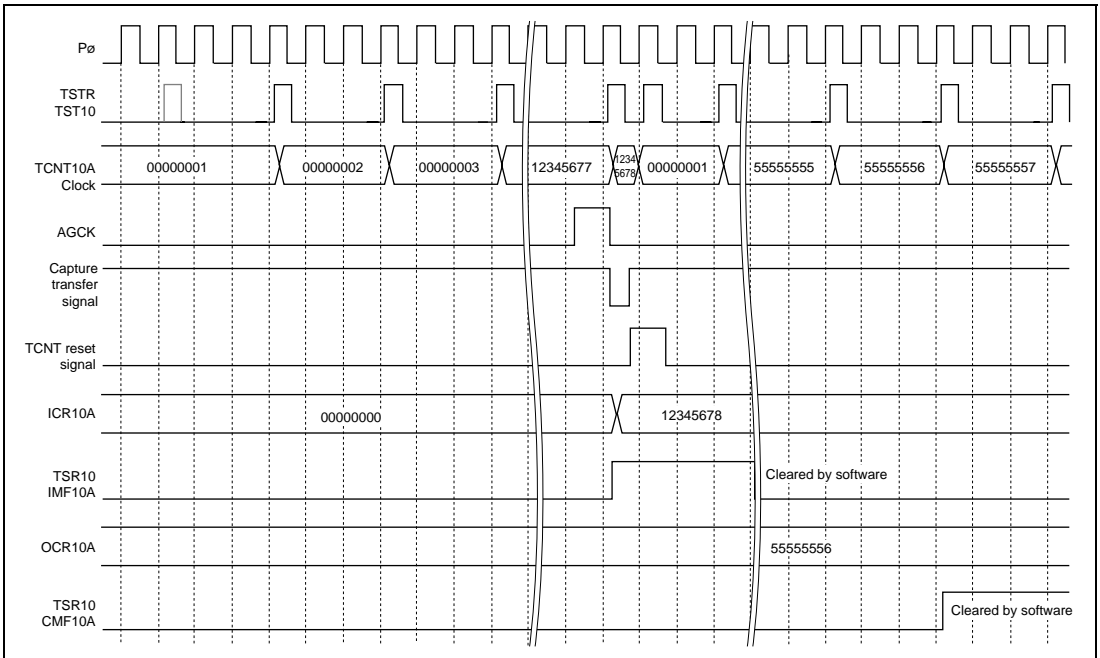 Pø
TSTR
TST10
TCNT10A
Clock
00000001
00000002
00000003
12345677
1234
5678
00000001
55555555
55555556
55555557
AGCK
Capture
transfer
signal
TCNT reset
signal
ICR10A
00000000
12345678
TSR10
IMF10A
Cleared by software
OCR10A
55555556
TSR10
CMF10A
Cleared by software